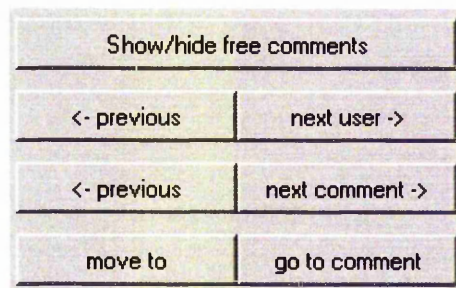 Show/hide free comments
<- previous next user ->
<- previous next comment ->
move to go to comment